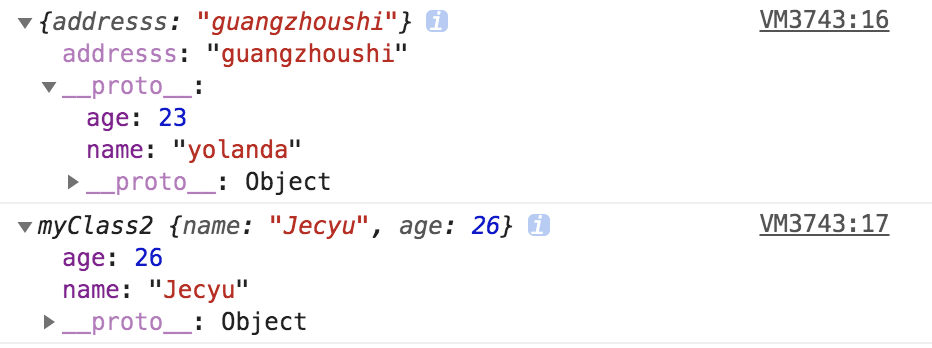 ▼{addresss: "guangzhoushi"} i VM3743:16
addresss: "guangzhoushi"
▼__proto__:
age: 23
name: "yolanda"
▶__proto__: Object
▼myClass2 {name: "Jecyu", age: 26} i VM3743:17
age: 26
name: "Jecyu"
▶__proto__: Object